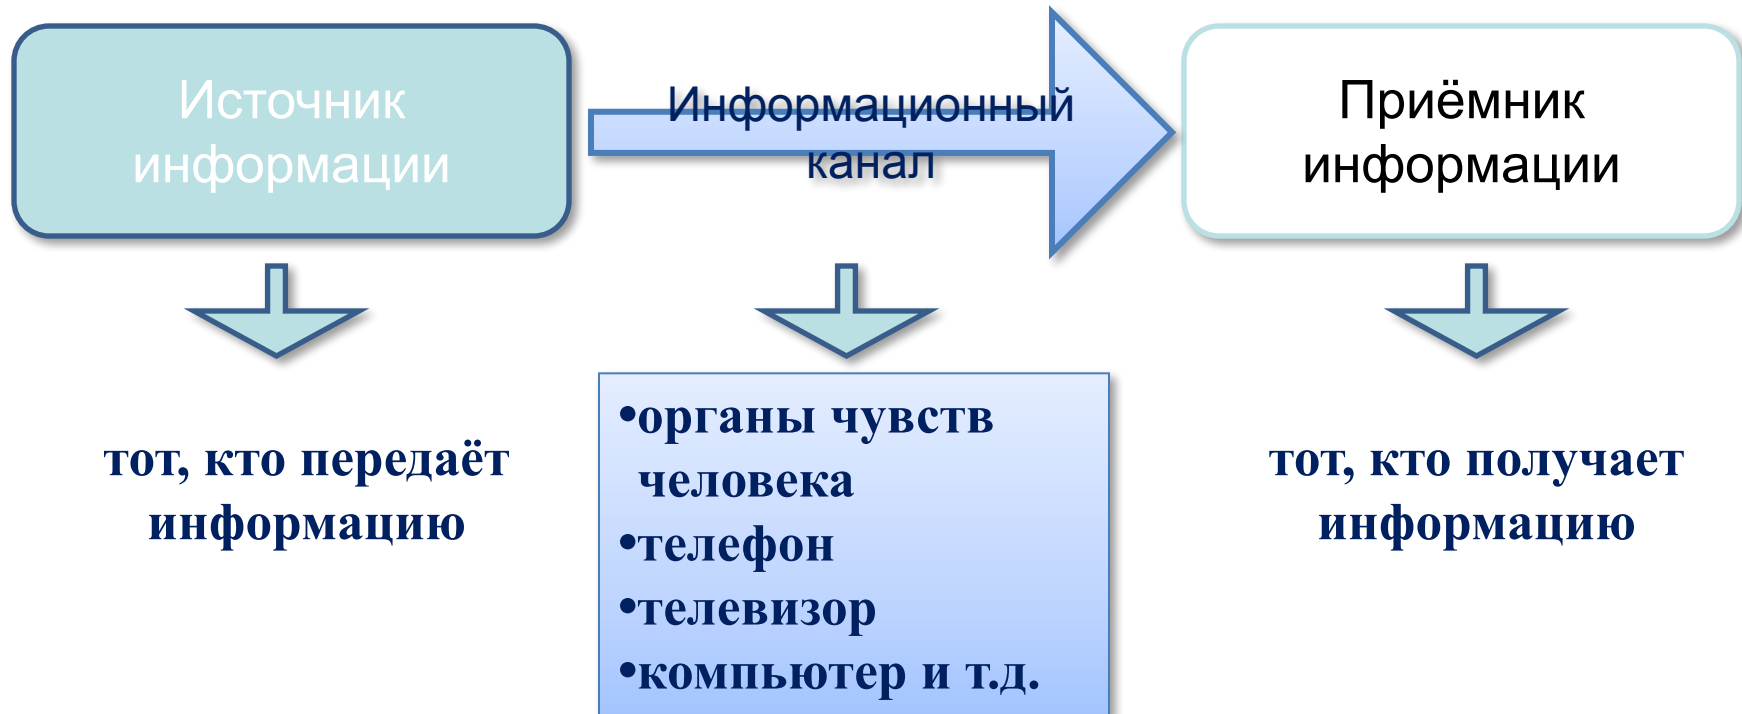 Источник
информации
Информационный
канал
Приёмник
информации
тот, кто передаёт
информацию
•органы чувств
человека
•телефон
•телевизор
•компьютер и т.д.
тот, кто получает
информацию